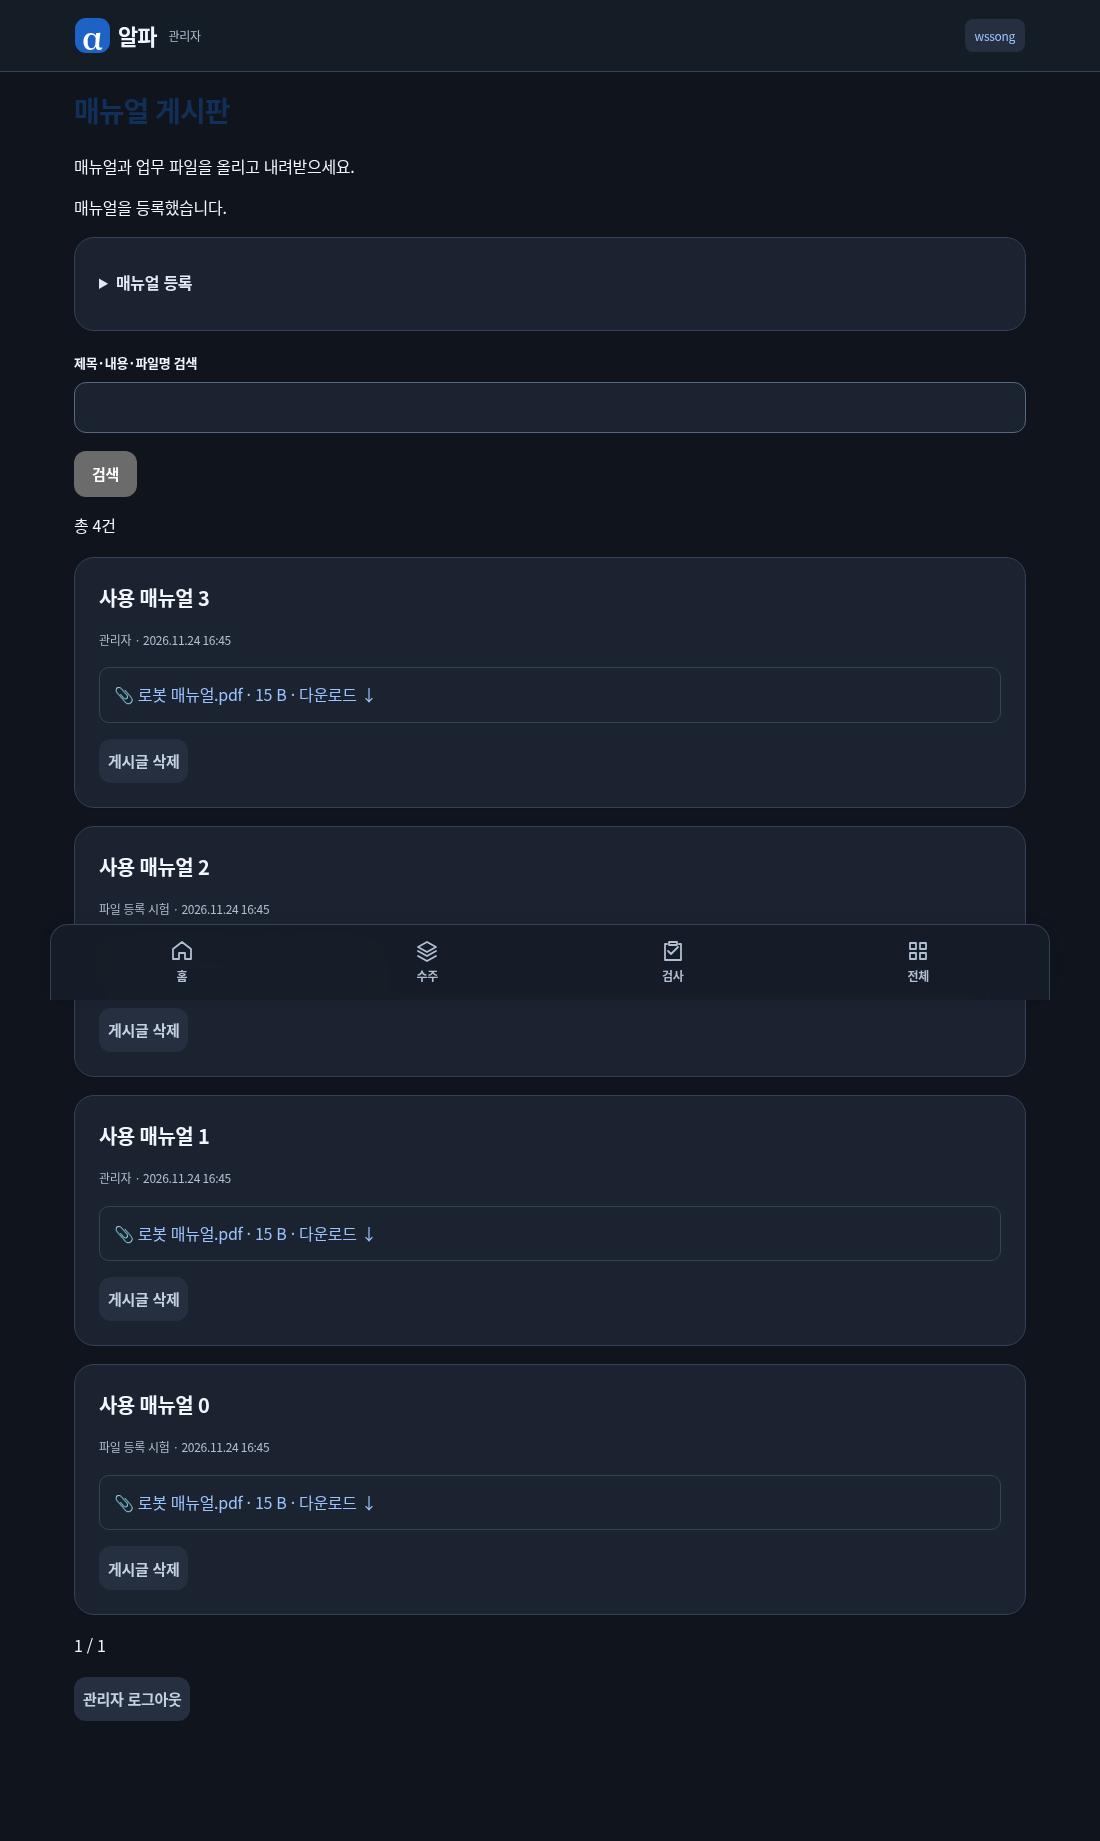 α 알파 관리자
wssong
매뉴얼 게시판
매뉴얼과 업무 파일을 올리고 내려받으세요.
매뉴얼을 등록했습니다.
▶ 매뉴얼 등록
제목·내용·파일명 검색
검색
총 4건
사용 매뉴얼 3
관리자 · 2026.11.24 16:45
📎 로봇 매뉴얼.pdf · 15 B · 다운로드 ↓
게시글 삭제
사용 매뉴얼 2
파일 등록 시험 · 2026.11.24 16:45
홈
수주
검사
전체
게시글 삭제
사용 매뉴얼 1
관리자 · 2026.11.24 16:45
📎 로봇 매뉴얼.pdf · 15 B · 다운로드 ↓
게시글 삭제
사용 매뉴얼 0
파일 등록 시험 · 2026.11.24 16:45
📎 로봇 매뉴얼.pdf · 15 B · 다운로드 ↓
게시글 삭제
1 / 1
관리자 로그아웃